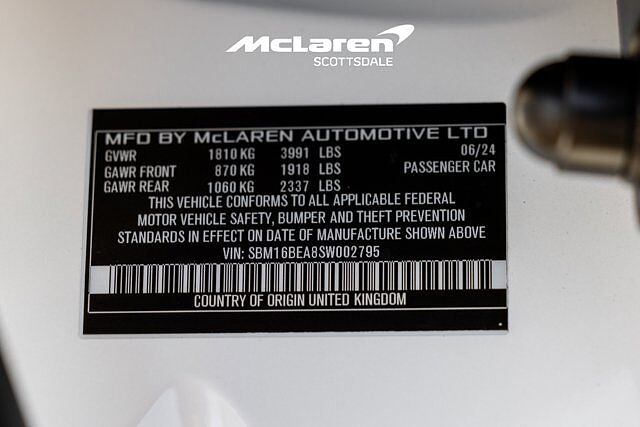 McLaren
SCOTTSDALE
MFD BY McLAREN AUTOMOTIVE LTD
GVWR 1810 KG 3991 LBS 06/24
GAWR FRONT 870 KG 1918 LBS PASSENGER CAR
GAWR REAR 1060 KG 2337 LBS
THIS VEHICLE CONFORMS TO ALL APPLICABLE FEDERAL
MOTOR VEHICLE SAFETY, BUMPER AND THEFT PREVENTION
STANDARDS IN EFFECT ON DATE OF MANUFACTURE SHOWN ABOVE
VIN: SBM16BEA8SW002795
COUNTRY OF ORIGIN UNITED KINGDOM